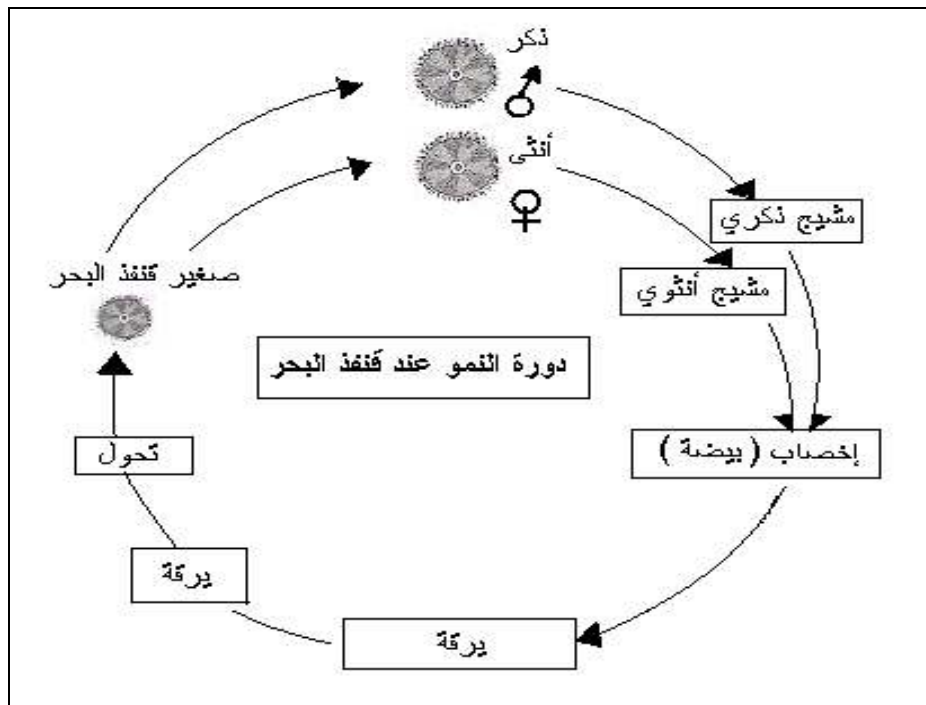 ذكر
أنثى
مشيج ذكري
مشيج أنثوي
صغير قنفذ البحر
دورة النمو عند قنفذ البحر
إخصاب ( بيضة )
تحول
يرقة
يرقة